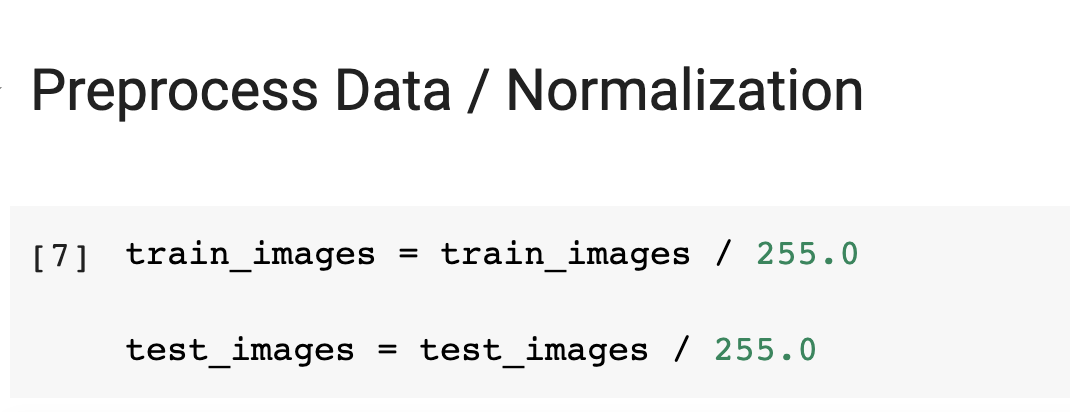 Preprocess Data / Normalization
[7] train_images = train_images / 255.0
test_images = test_images / 255.0